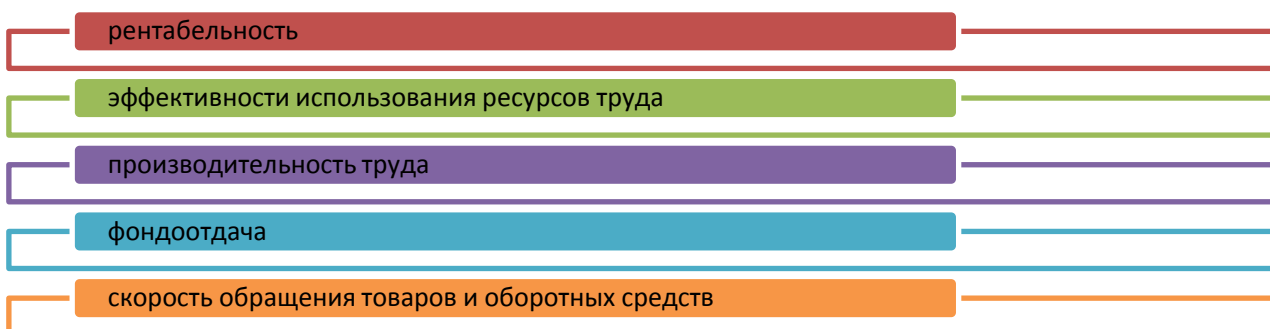 рентабельность
эффективности использования ресурсов труда
производительность труда
фондоотдача
скорость обращения товаров и оборотных средств